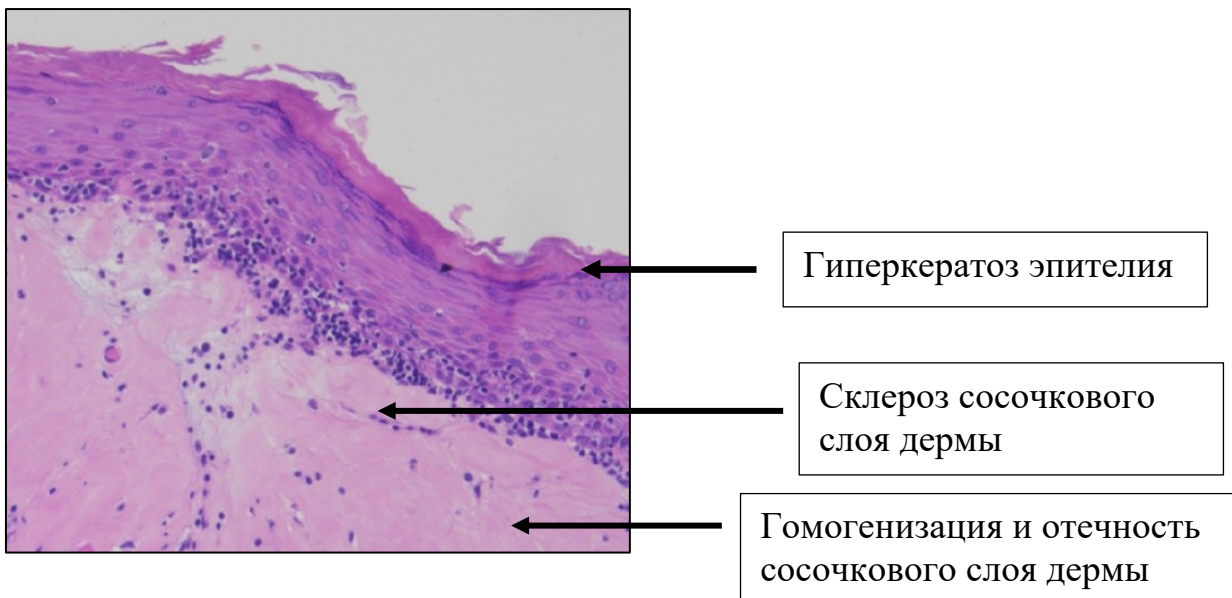 Гиперкератоз эпителия
Склероз сосочкового
слоя дермы
Гомогенизация и отечность
сосочкового слоя дермы